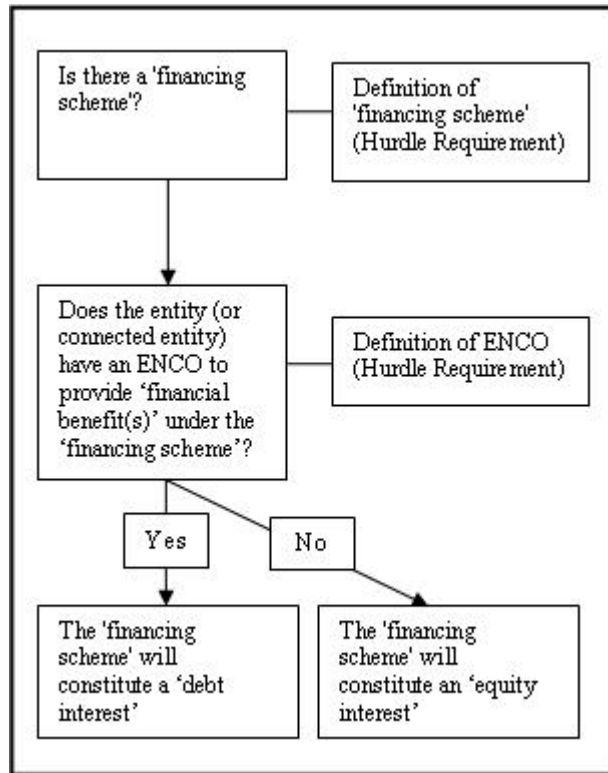 Is there a 'financing
scheme'?
Definition of
'financing scheme'
(Hurdle Requirement)
Does the entity (or
connected entity)
have an ENCO to
provide ‘financial
benefit(s)’ under the
‘financing scheme’?
Definition of ENCO
(Hurdle Requirement)
Yes
No
The 'financing
scheme' will
constitute a ‘debt
interest’
The 'financing
scheme' will
constitute an ‘equity
interest’